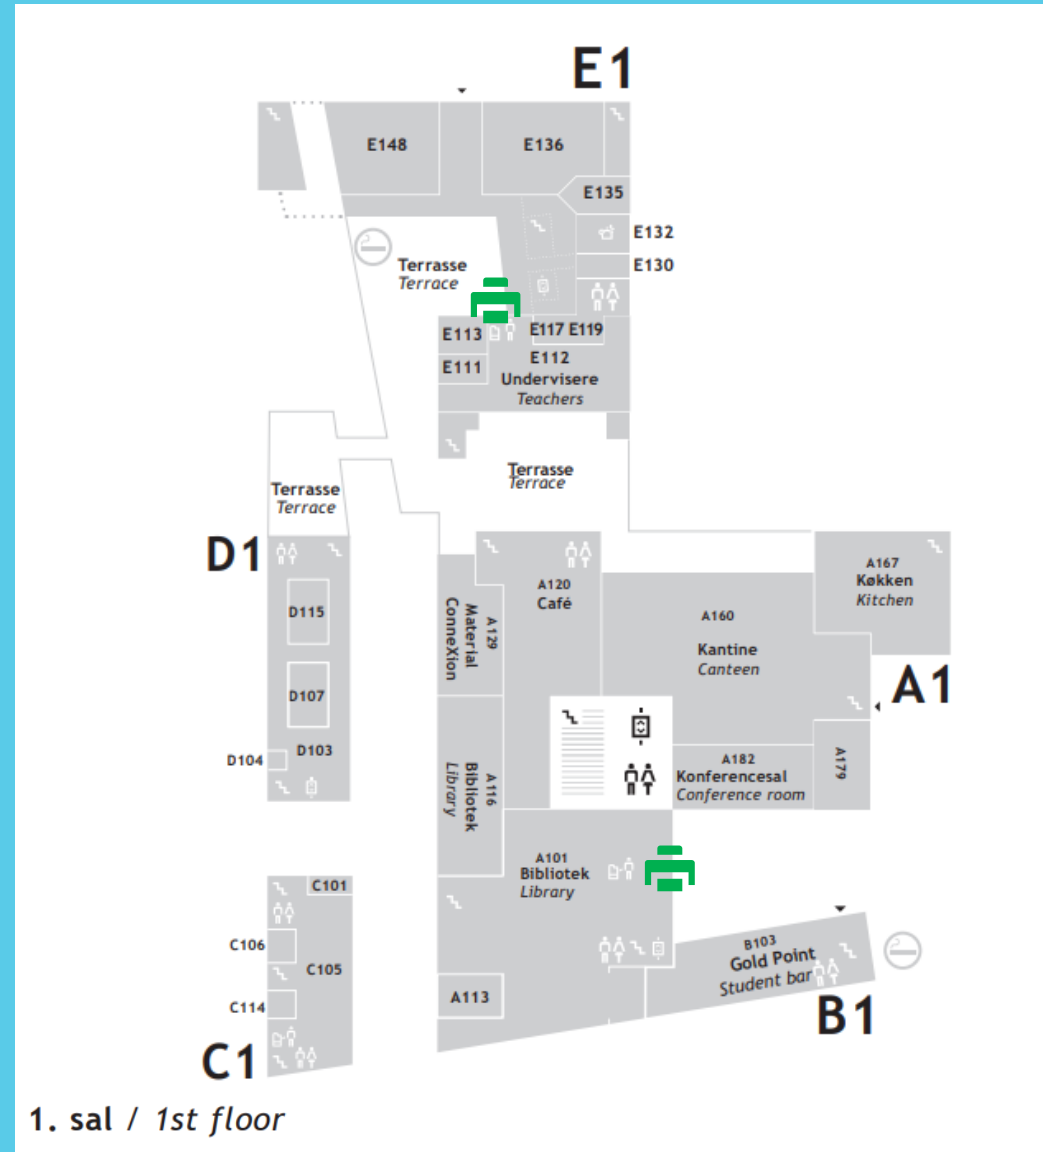 E1
E148
E136
E135
E132
E130
Terrasse
Terrace
E113
E117 E119
E111
E112
Undervisere
Teachers
Terrasse
Terrace
Terrasse
Terrace
D1
D115
D107
D103
D104
A167
Køkken
Kitchen
A120
Café
A160
Kantine
Canteen
A129
Material
ConneXion
A1
A182
Konferencesal
Conference room
A179
A116
Bibliotek
Library
A101
Bibliotek
Library
A113
B103
Gold Point
Student bar
B1
C101
C106
C105
C114
C1
1. sal / 1st floor